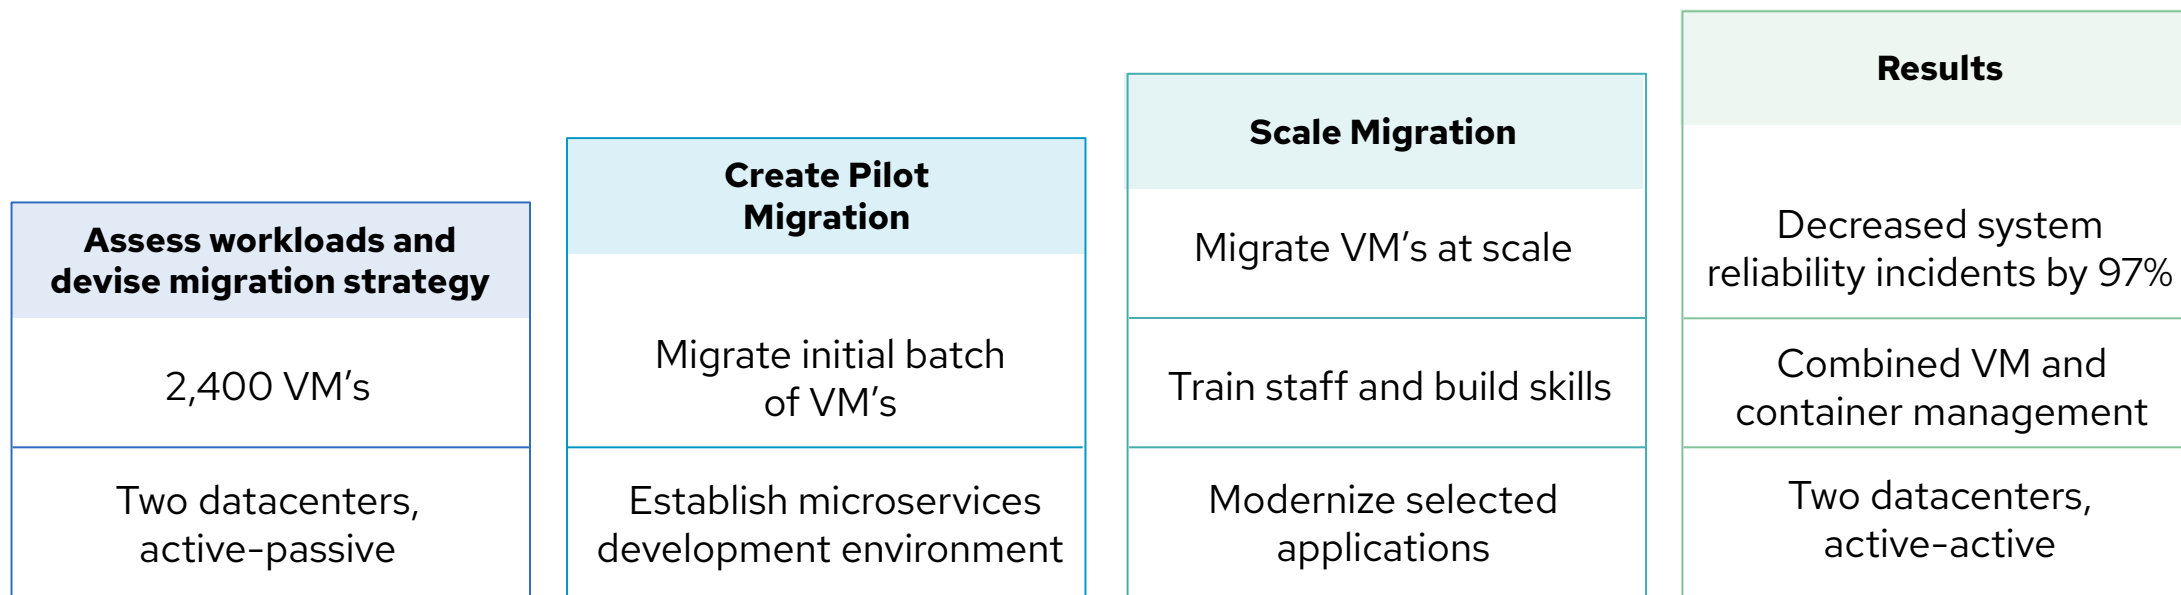 Assess workloads and
devise migration strategy
2,400 VM’s
Two datacenters,
active-passive
Create Pilot
Migration
Migrate initial batch
of VM’s
Establish microservices
development environment
Scale Migration
Migrate VM’s at scale
Train staff and build skills
Modernize selected
applications
Results
Decreased system
reliability incidents by 97%
Combined VM and
container management
Two datacenters,
active-active